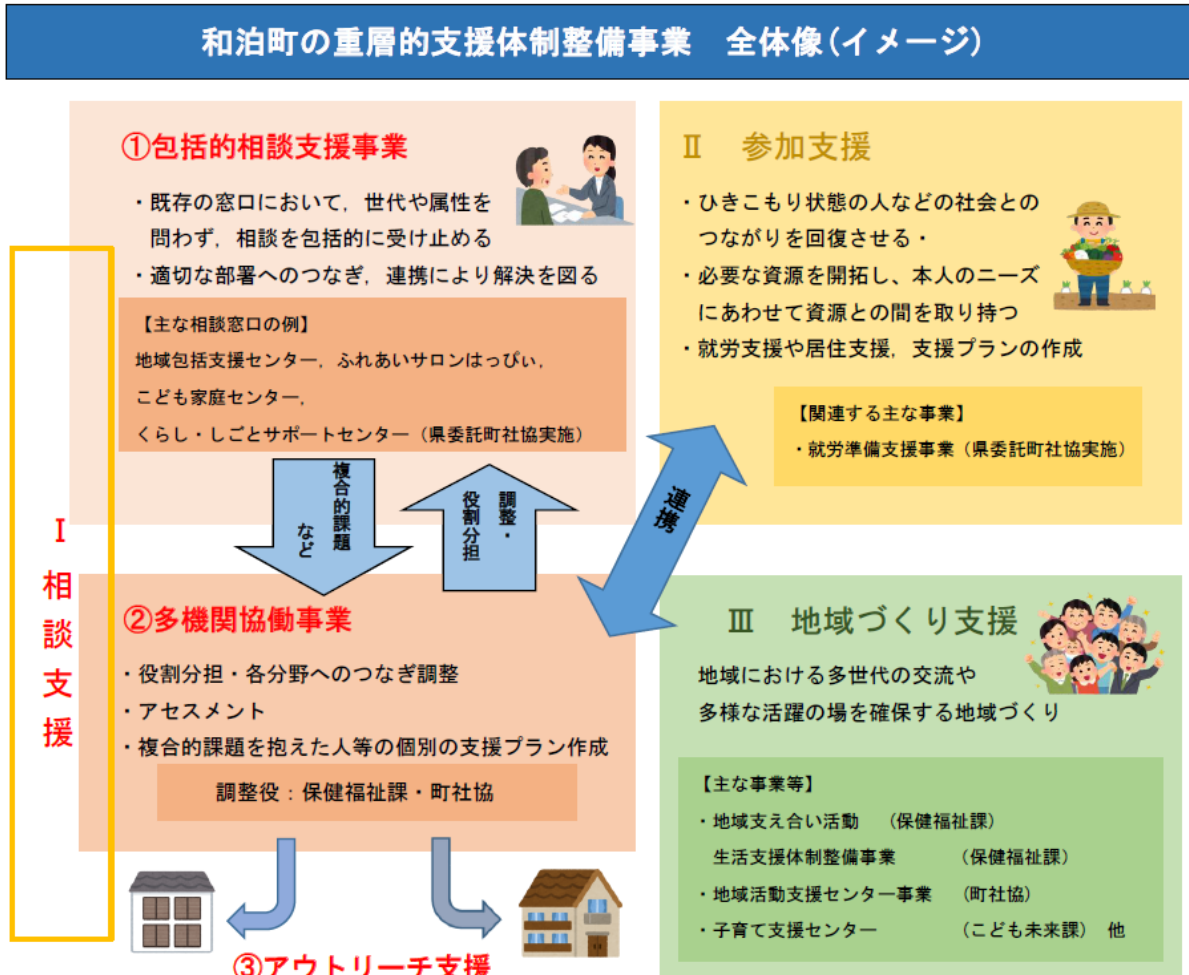 和泊町の重層的支援体制整備事業　全体像(イメージ)
Ⅰ相談支援
①包括的相談支援事業
・既存の窓口において，世代や属性を
問わず，相談を包括的に受け止める
・適切な部署へのつなぎ，連携により解決を図る
【主な相談窓口の例】
地域包括支援センター，ふれあいサロンはっぴぃ，
こども家庭センター，
くらし・しごとサポートセンター（県委託町社協実施）
複合的課題
など
調整・
役割分担
②多機関協働事業
・役割分担・各分野へのつなぎ調整
・アセスメント
・複合的課題を抱えた人等の個別の支援プラン作成
調整役：保健福祉課・町社協
③アウトリーチ支援
連携
Ⅱ　参加支援
・ひきこもり状態の人などの社会との
つながりを回復させる・
・必要な資源を開拓し、本人のニーズ
にあわせて資源との間を取り持つ
・就労支援や居住支援，支援プランの作成
【関連する主な事業】
・就労準備支援事業（県委託町社協実施）
Ⅲ　地域づくり支援
地域における多世代の交流や
多様な活躍の場を確保する地域づくり
【主な事業等】
・地域支え合い活動　（保健福祉課）
生活支援体制整備事業　（保健福祉課）
・地域活動支援センター事業　（町社協）
・子育て支援センター　（こども未来課）　他